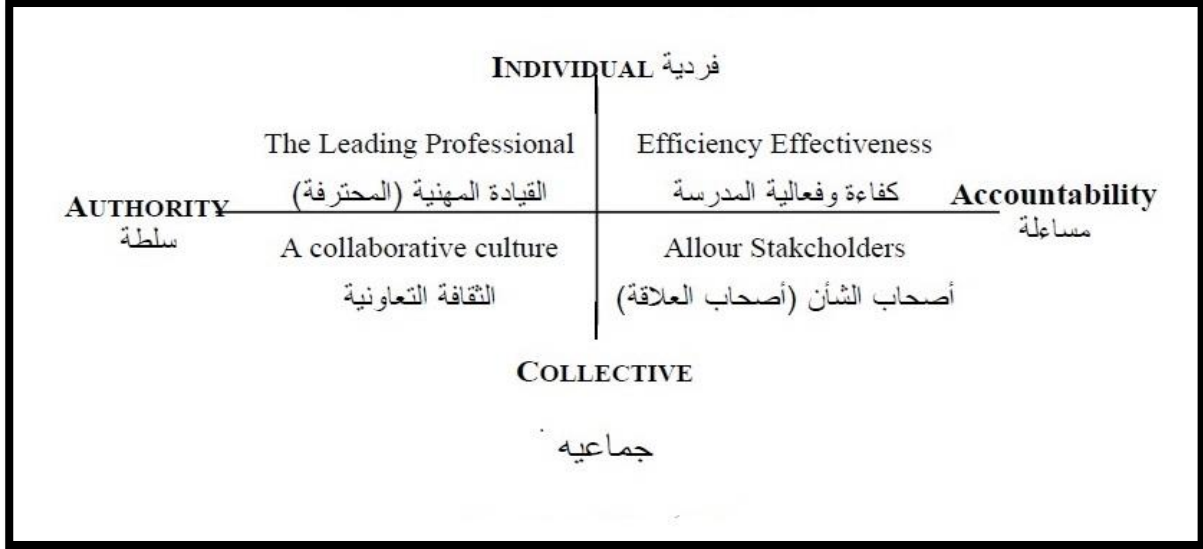 INDIVIDUAL فردية
The Leading Professional
Efficiency Effectiveness
القيادة المهنية (المحترفة)
كفاءة وفعالية المدرسة
AUTHORITY
سلطة
Accountability
مساءلة
A collaborative culture
Allour Stakcholders
الثقافة التعاونية
أصحاب الشأن (أصحاب العلاقة)
COLLECTIVE
جماعيه